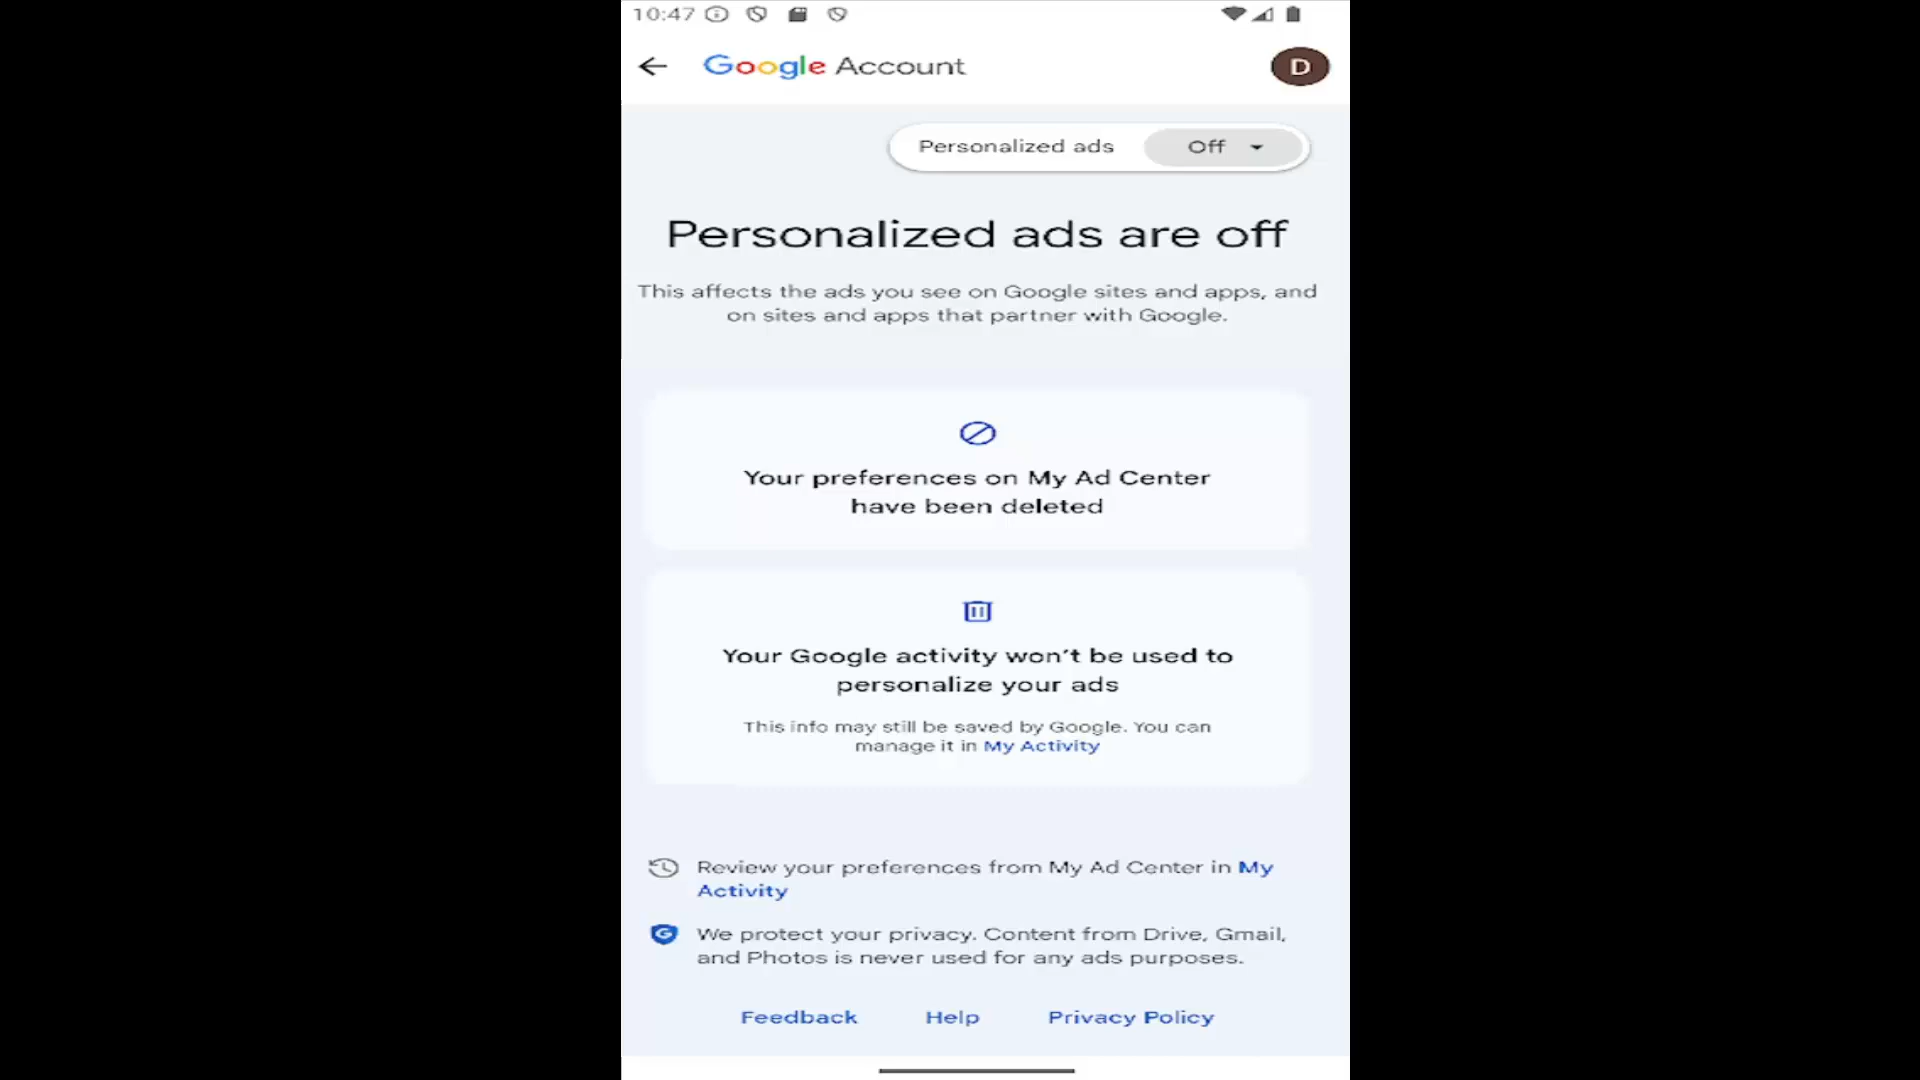 10:47
Google Account
D
Personalized ads Off
Personalized ads are off
This affects the ads you see on Google sites and apps, and
on sites and apps that partner with Google.
Your preferences on My Ad Center
have been deleted
Your Google activity won't be used to
personalize your ads
This info may still be saved by Google. You can
manage it in My Activity
Review your preferences from My Ad Center in My
Activity
We protect your privacy. Content from Drive, Gmail,
and Photos is never used for any ads purposes.
Feedback Help Privacy Policy